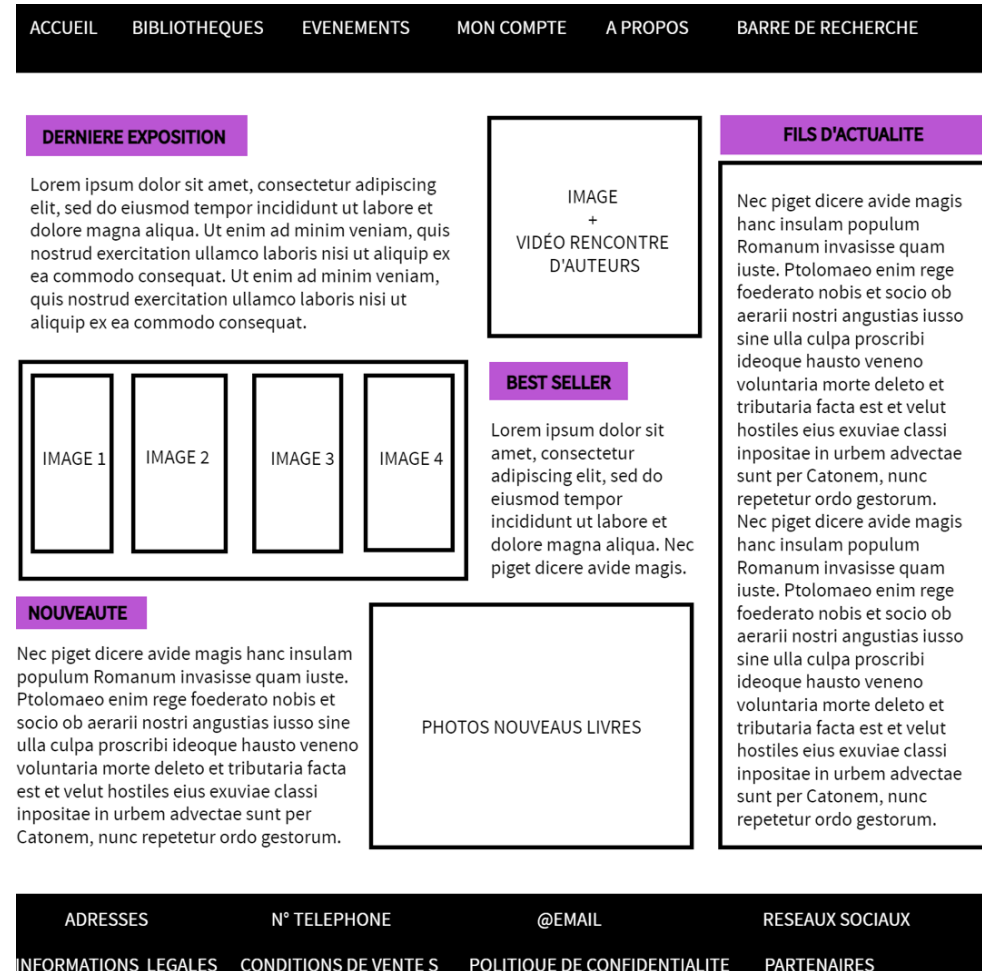 ACCUEIL BIBLIOTHEQUES EVENEMENTS MON COMPTE A PROPOS BARRE DE RECHERCHE
DERNIERE EXPOSITION
Lorem ipsum dolor sit amet, consectetur adipiscing
elit, sed do eiusmod tempor incididunt ut labore et
dolore magna aliqua. Ut enim ad minim veniam, quis
nostrud exercitation ullamco laboris nisi ut aliquip ex
ea commodo consequat. Ut enim ad minim veniam,
quis nostrud exercitation ullamco laboris nisi ut
aliquip ex ea commodo consequat.
IMAGE 1
IMAGE 2
IMAGE 3
IMAGE 4
NOUVEAUTE
Nec piget dicere avide magis hanc insulam
populum Romanum invasisse quam iuste.
Ptolomaeo enim rege foederato nobis et
socio ob aerarii nostri angustias iusso sine
ulla culpa proscribi ideoque hausto veneno
voluntaria morte deleto et tributaria facta
est et velut hostiles eius exuviae classi
inpositae in urbem advectae sunt per
Catonem, nunc repetetur ordo gestorum.
IMAGE
+
VIDÉO RENCONTRE
D'AUTEURS
BEST SELLER
Lorem ipsum dolor sit
amet, consectetur
adipiscing elit, sed do
eiusmod tempor
incididunt ut labore et
dolore magna aliqua. Nec
piget dicere avide magis.
PHOTOS NOUVEAUS LIVRES
FILS D'ACTUALITE
Nec piget dicere avide magis
hanc insulam populum
Romanum invasisse quam
iuste. Ptolomaeo enim rege
foederato nobis et socio ob
aerarii nostri angustias iusso
sine ulla culpa proscribi
ideoque hausto veneno
voluntaria morte deleto et
tributaria facta est et velut
hostiles eius exuviae classi
inpositae in urbem advectae
sunt per Catonem, nunc
repetetur ordo gestorum.
Nec piget dicere avide magis
hanc insulam populum
Romanum invasisse quam
iuste. Ptolomaeo enim rege
foederato nobis et socio ob
aerarii nostri angustias iusso
sine ulla culpa proscribi
ideoque hausto veneno
voluntaria morte deleto et
tributaria facta est et velut
hostiles eius exuviae classi
inpositae in urbem advectae
sunt per Catonem, nunc
repetetur ordo gestorum.
ADRESSES N° TELEPHONE @EMAIL RESEAUX SOCIAUX
INFORMATIONS LEGALES CONDITIONS DE VENTE S POLITIQUE DE CONFIDENTIALITE PARTENAIRES